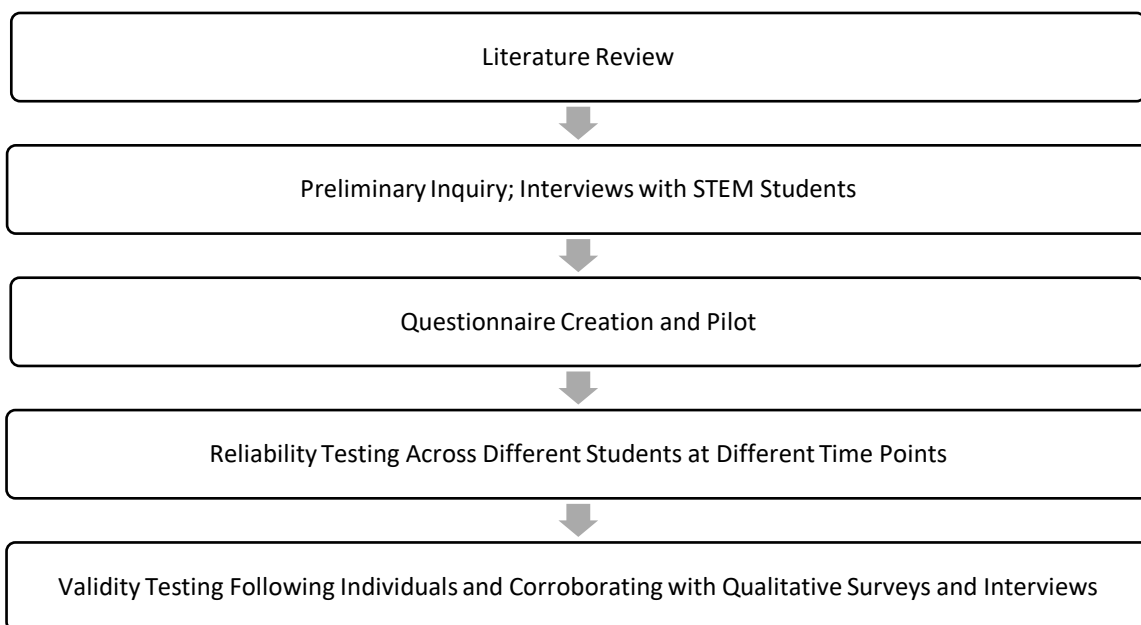 Literature Review
Preliminary Inquiry; Interviews with STEM Students
Questionnaire Creation and Pilot
Reliability Testing Across Different Students at Different Time Points
Validity Testing Following Individuals and Corroborating with Qualitative Surveys and Interviews